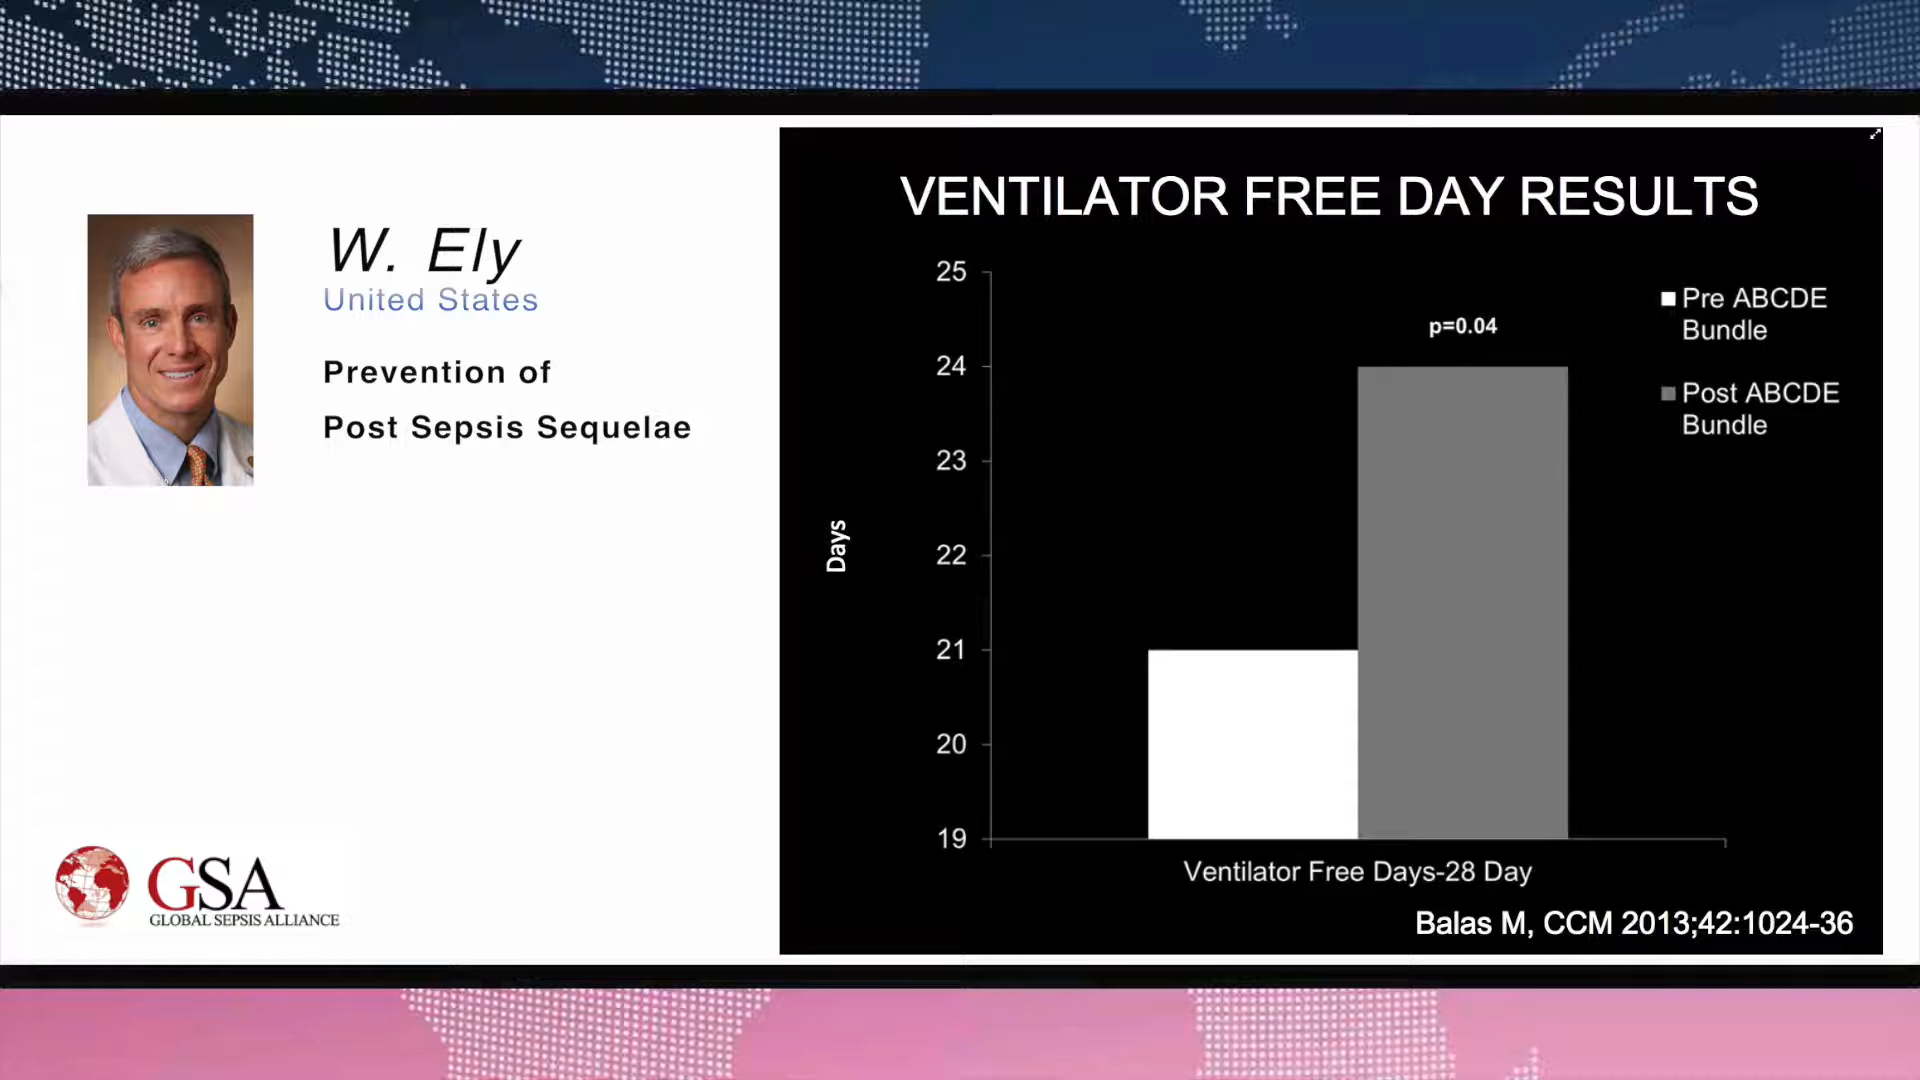 W. Ely
United States
Prevention of
Post Sepsis Sequelae
GSA
GLOBAL SEPSIS ALLIANCE
VENTILATOR FREE DAY RESULTS
25
24
23
22
21
20
19
Days
p=0.04
Pre ABCDE
Bundle
Post ABCDE
Bundle
Ventilator Free Days-28 Day
Balas M, CCM 2013;42:1024-36